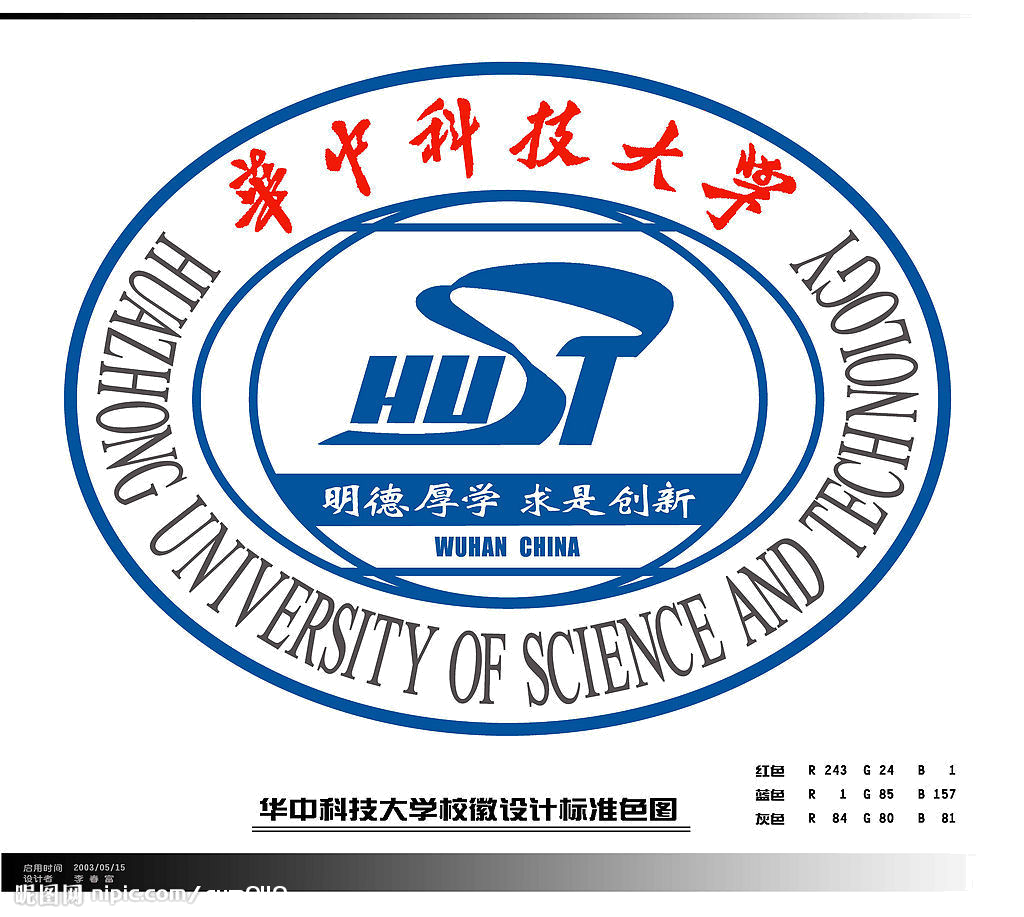 華中科技大學
HUAZHONG UNIVERSITY OF SCIENCE AND TECHNOLOGY
HUST
明德厚学 求是创新
WUHAN CHINA
红色 R 243 G 24 B 1
蓝色 R 1 G 85 B 157
灰色 R 84 G 80 B 81
华中科技大学校徽设计标准色图
启用时间 2003/05/15
设计者 李春富
昵图网 nipic.com/